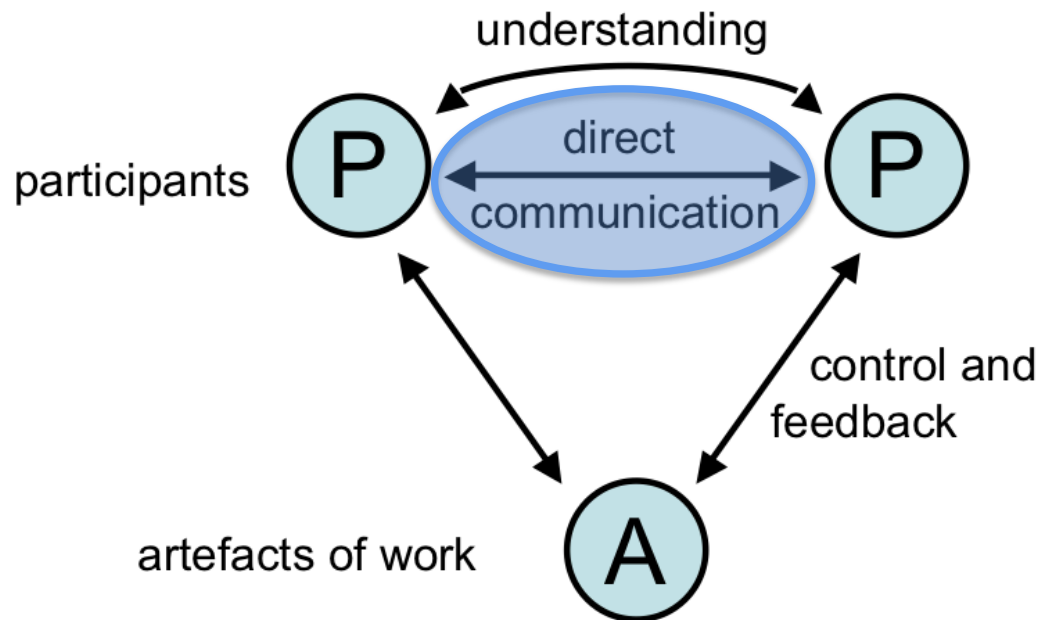 understanding
P
direct
P
participants
communication
control and
feedback
artefacts of work
A